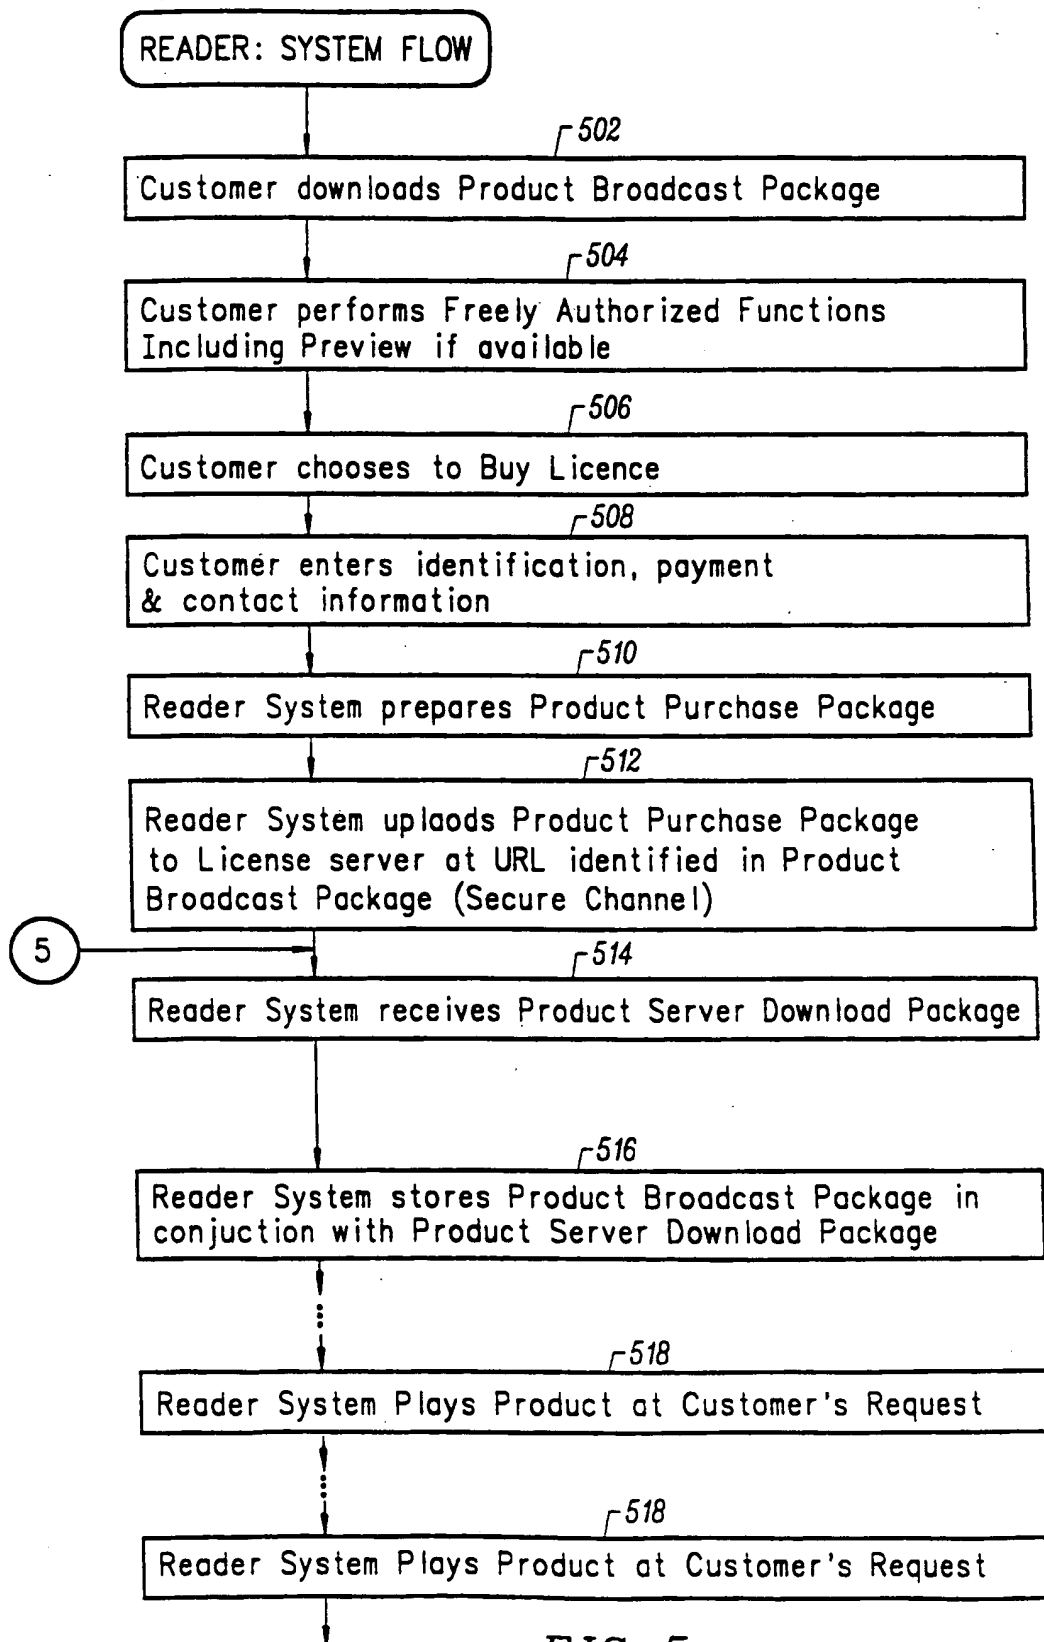 READER: SYSTEM FLOW
502
Customer downloads Product Broadcast Package
504
Customer performs Freely Authorized Functions
Including Preview if available
506
Customer chooses to Buy Licence
508
Customer enters identification, payment
& contact information
510
Reader System prepares Product Purchase Package
512
Reader System uplaods Product Purchase Package
to License server at URL identified in Product
Broadcast Package (Secure Channel)
5
514
Reader System receives Product Server Download Package
516
Reader System stores Product Broadcast Package in
conjuction with Product Server Download Package
518
Reader System Plays Product at Customer's Request
518
Reader System Plays Product at Customer's Request
FIG. 5